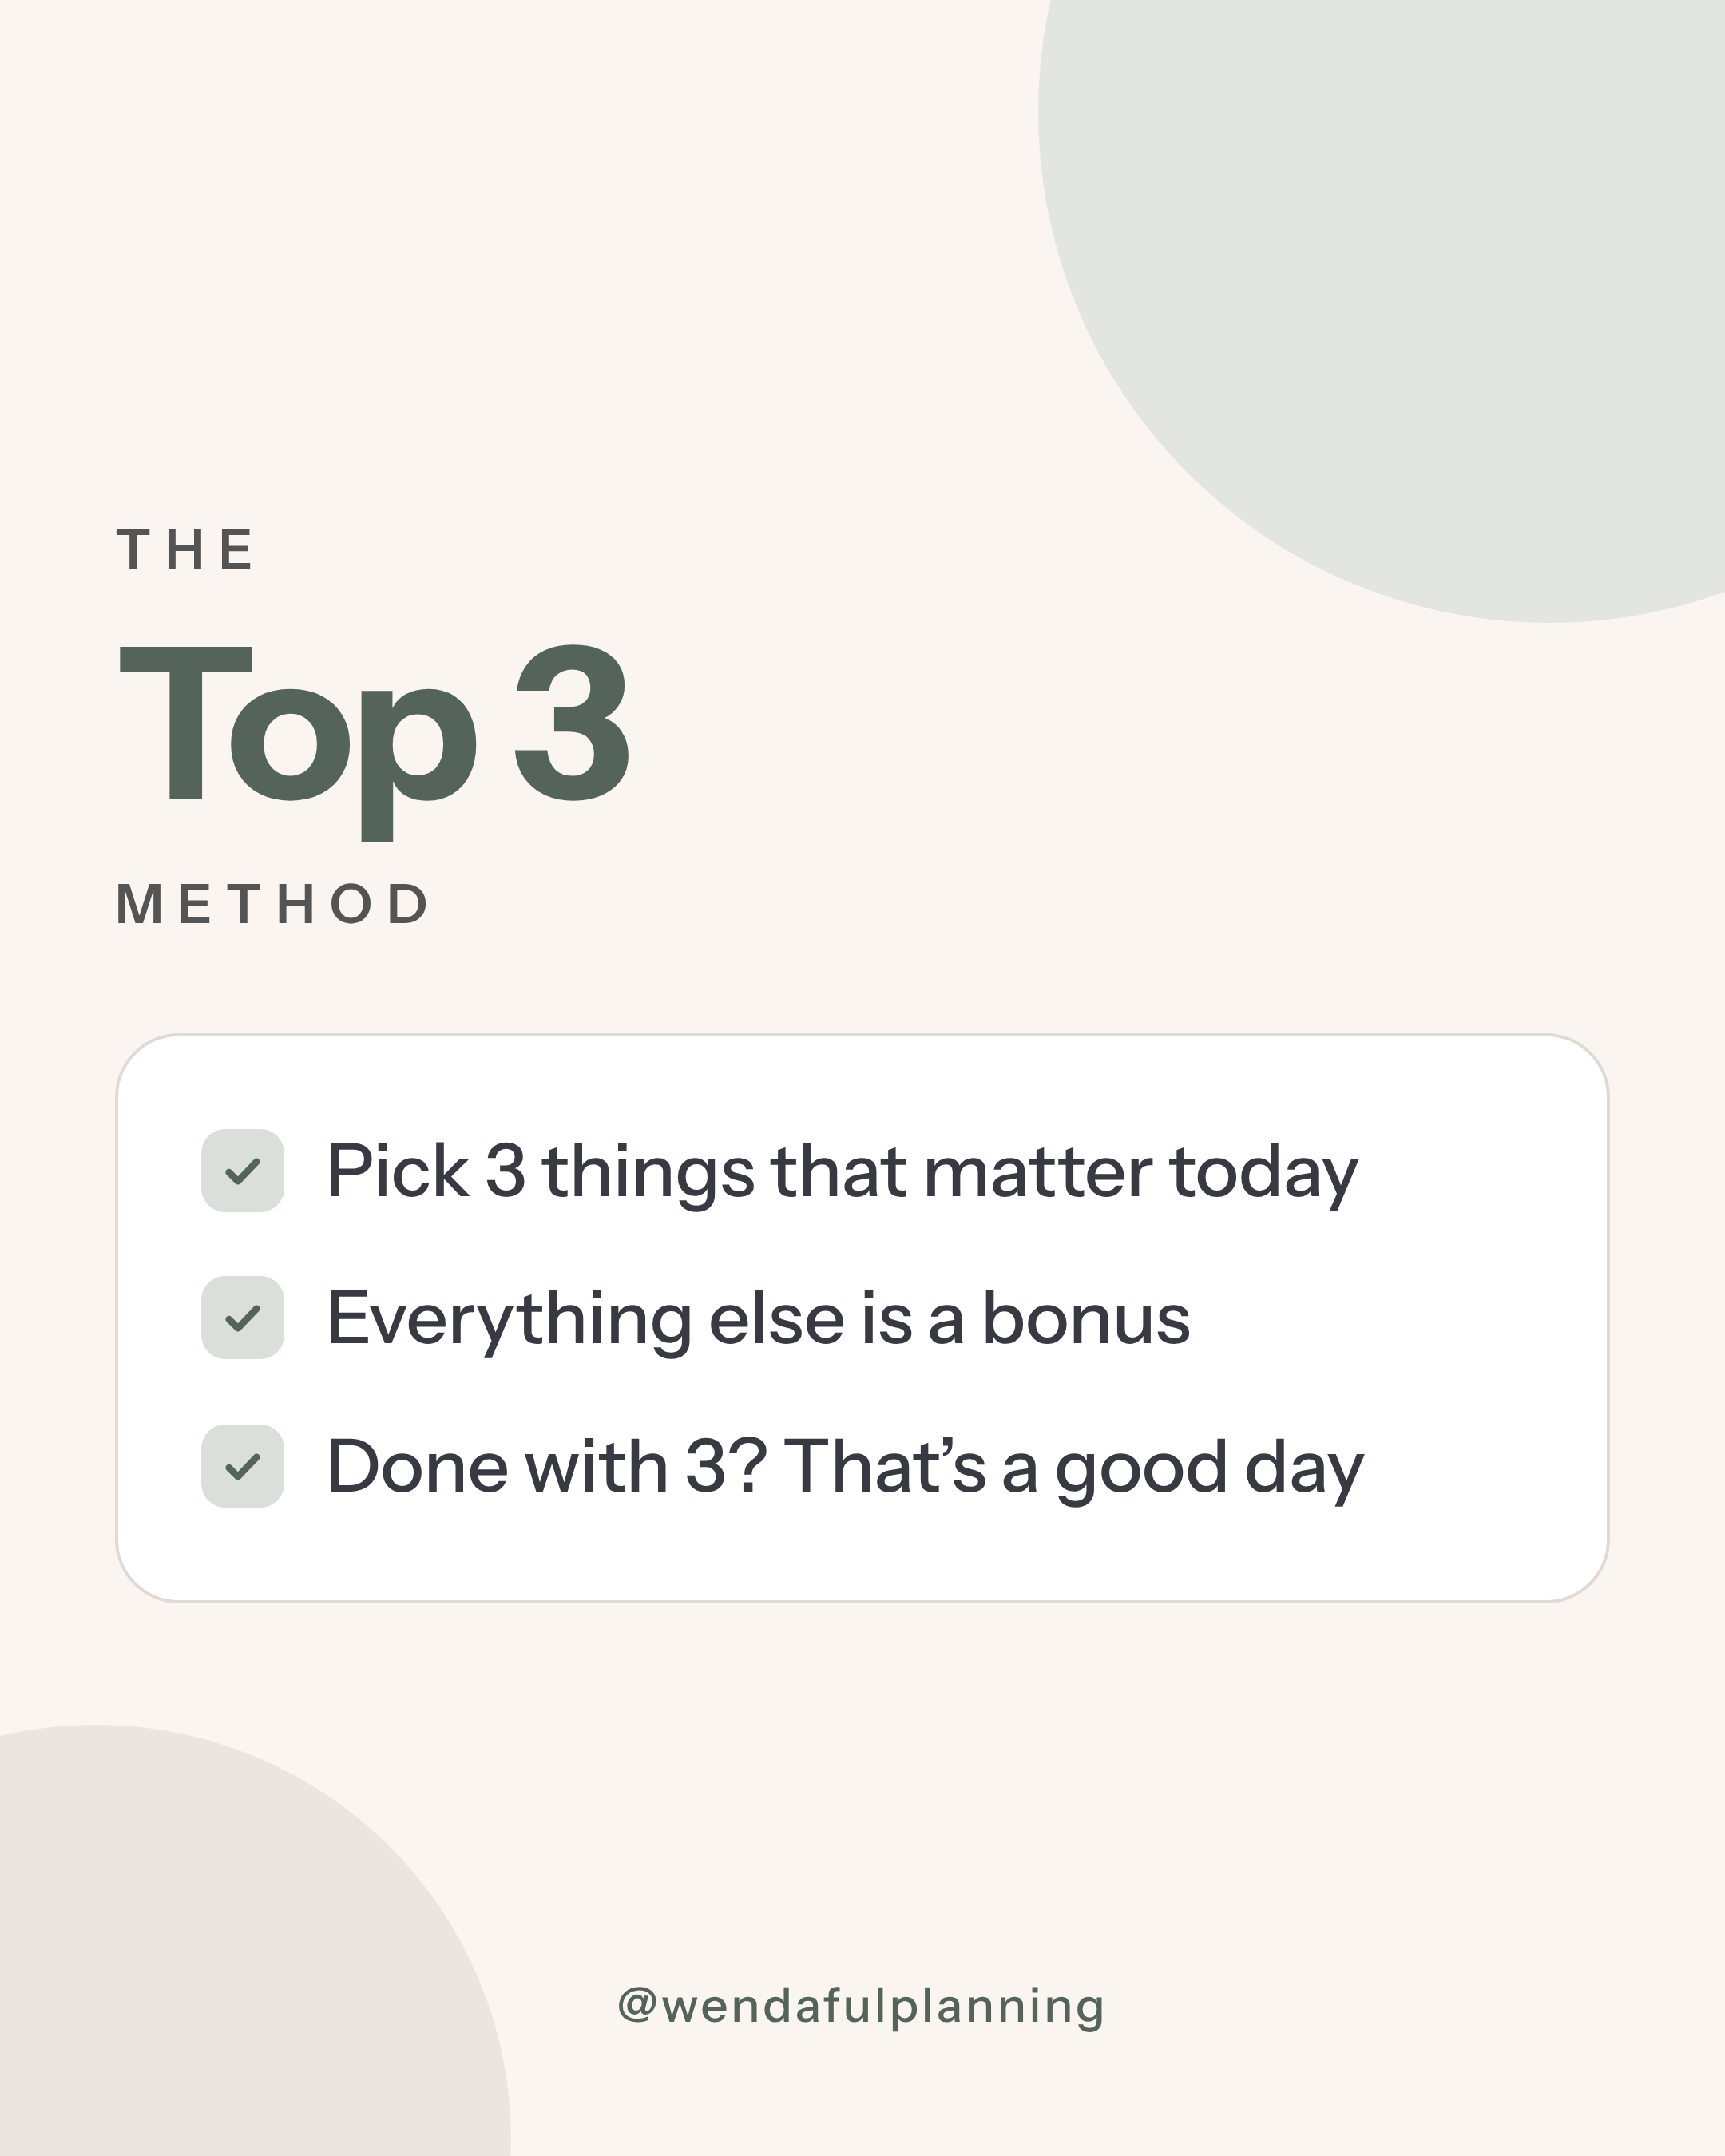 THE
Top 3
METHOD
Pick 3 things that matter today
Everything else is a bonus
Done with 3? That’s a good day
@wendafulplanning